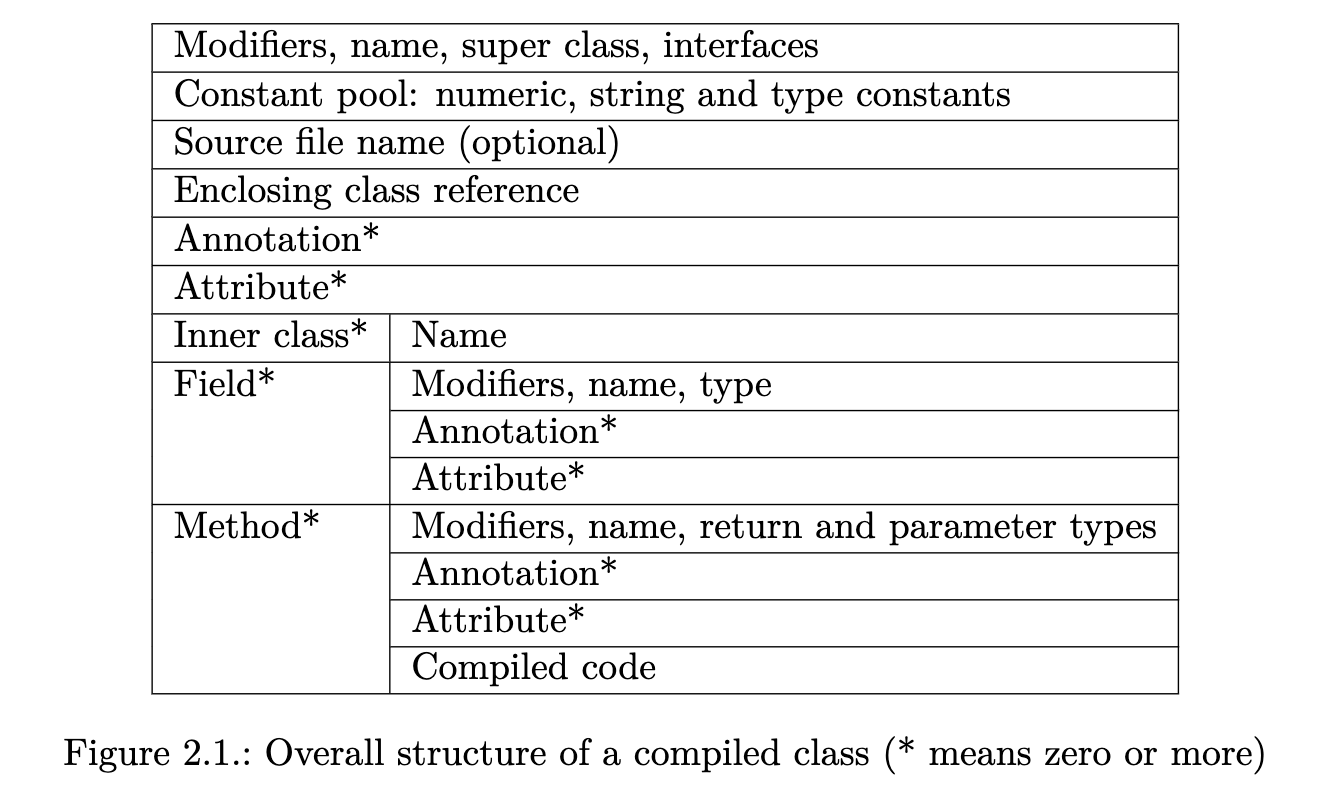 Modifiers, name, super class, interfaces
Constant pool: numeric, string and type constants
Source file name (optional)
Enclosing class reference
Annotation*
Attribute*
Inner class* Name
Field* Modifiers, name, type
Annotation*
Attribute*
Method* Modifiers, name, return and parameter types
Annotation*
Attribute*
Compiled code
Figure 2.1.: Overall structure of a compiled class (* means zero or more)